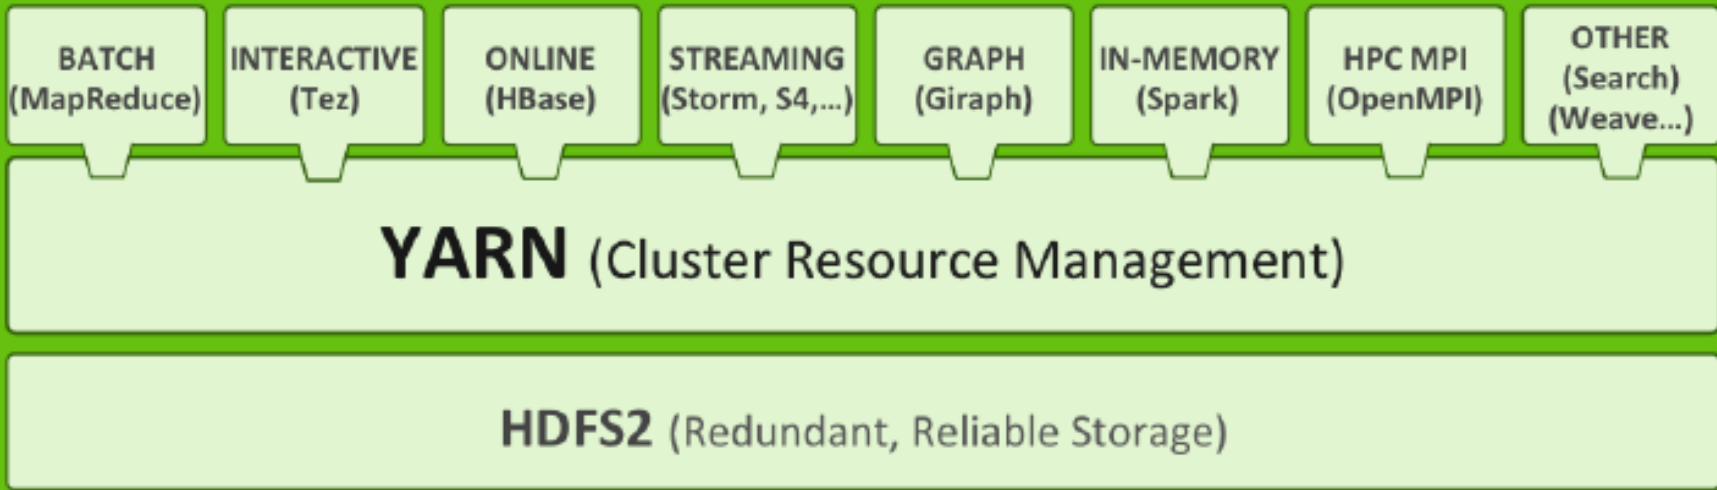 BATCH
(MapReduce)
INTERACTIVE
(Tez)
ONLINE
(HBase)
STREAMING
(Storm, S4,...)
GRAPH
(Giraph)
IN-MEMORY
(Spark)
HPC MPI
(OpenMPI)
OTHER
(Search)
(Weave...)
YARN (Cluster Resource Management)
HDFS2 (Redundant, Reliable Storage)